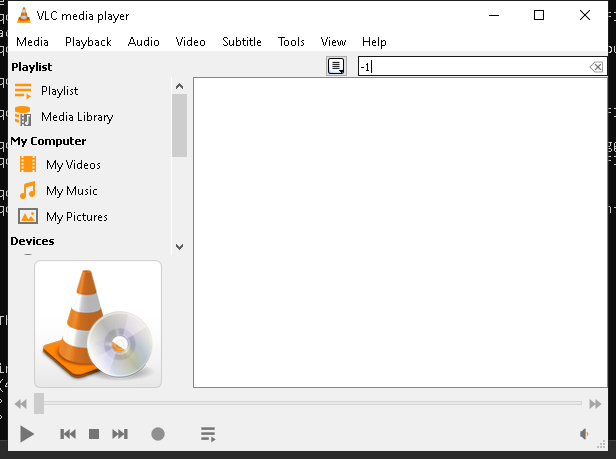 VLC media player
Media Playback Audio Video Subtitle Tools View Help
Playlist
-1
Playlist
Media Library
My Computer
My Videos
My Music
My Pictures
Devices